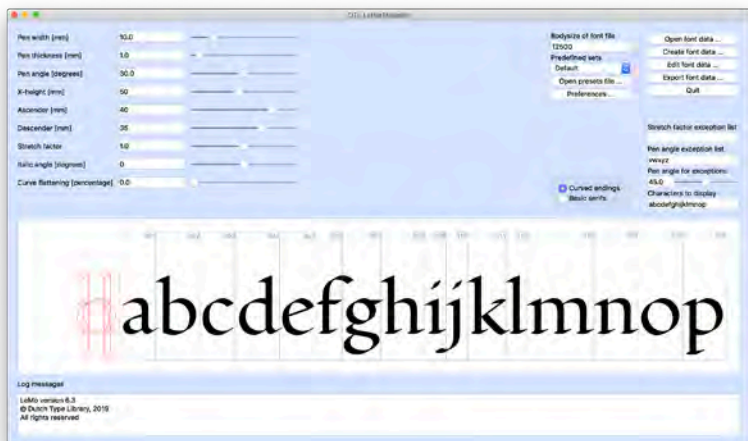 DTL LetterModeller
Pen width [mm] 10.0
Pen thickness [mm] 1.0
Pen angle [degrees] 30.0
X-height [mm] 50
Ascender [mm] 40
Descender [mm] 35
Stretch factor 1.0
Italic angle [degrees] 0
Curve flattening [percentage] 0.0
Bodysize of font file
12500
Predefined sets
Default
Open presets file ...
Preferences ...
Curved endings
Basic serifs
Open font data ...
Create font data ...
Edit font data ...
Export font data ...
Quit
Stretch factor exception list
Pen angle exception list
vwxyz
Pen angle for exceptions
45.0
Characters to display
abcdefghijklmnop
abcdefghijklmnop
Log messages
LeMo version 6.3
© Dutch Type Library, 2019
All rights reserved